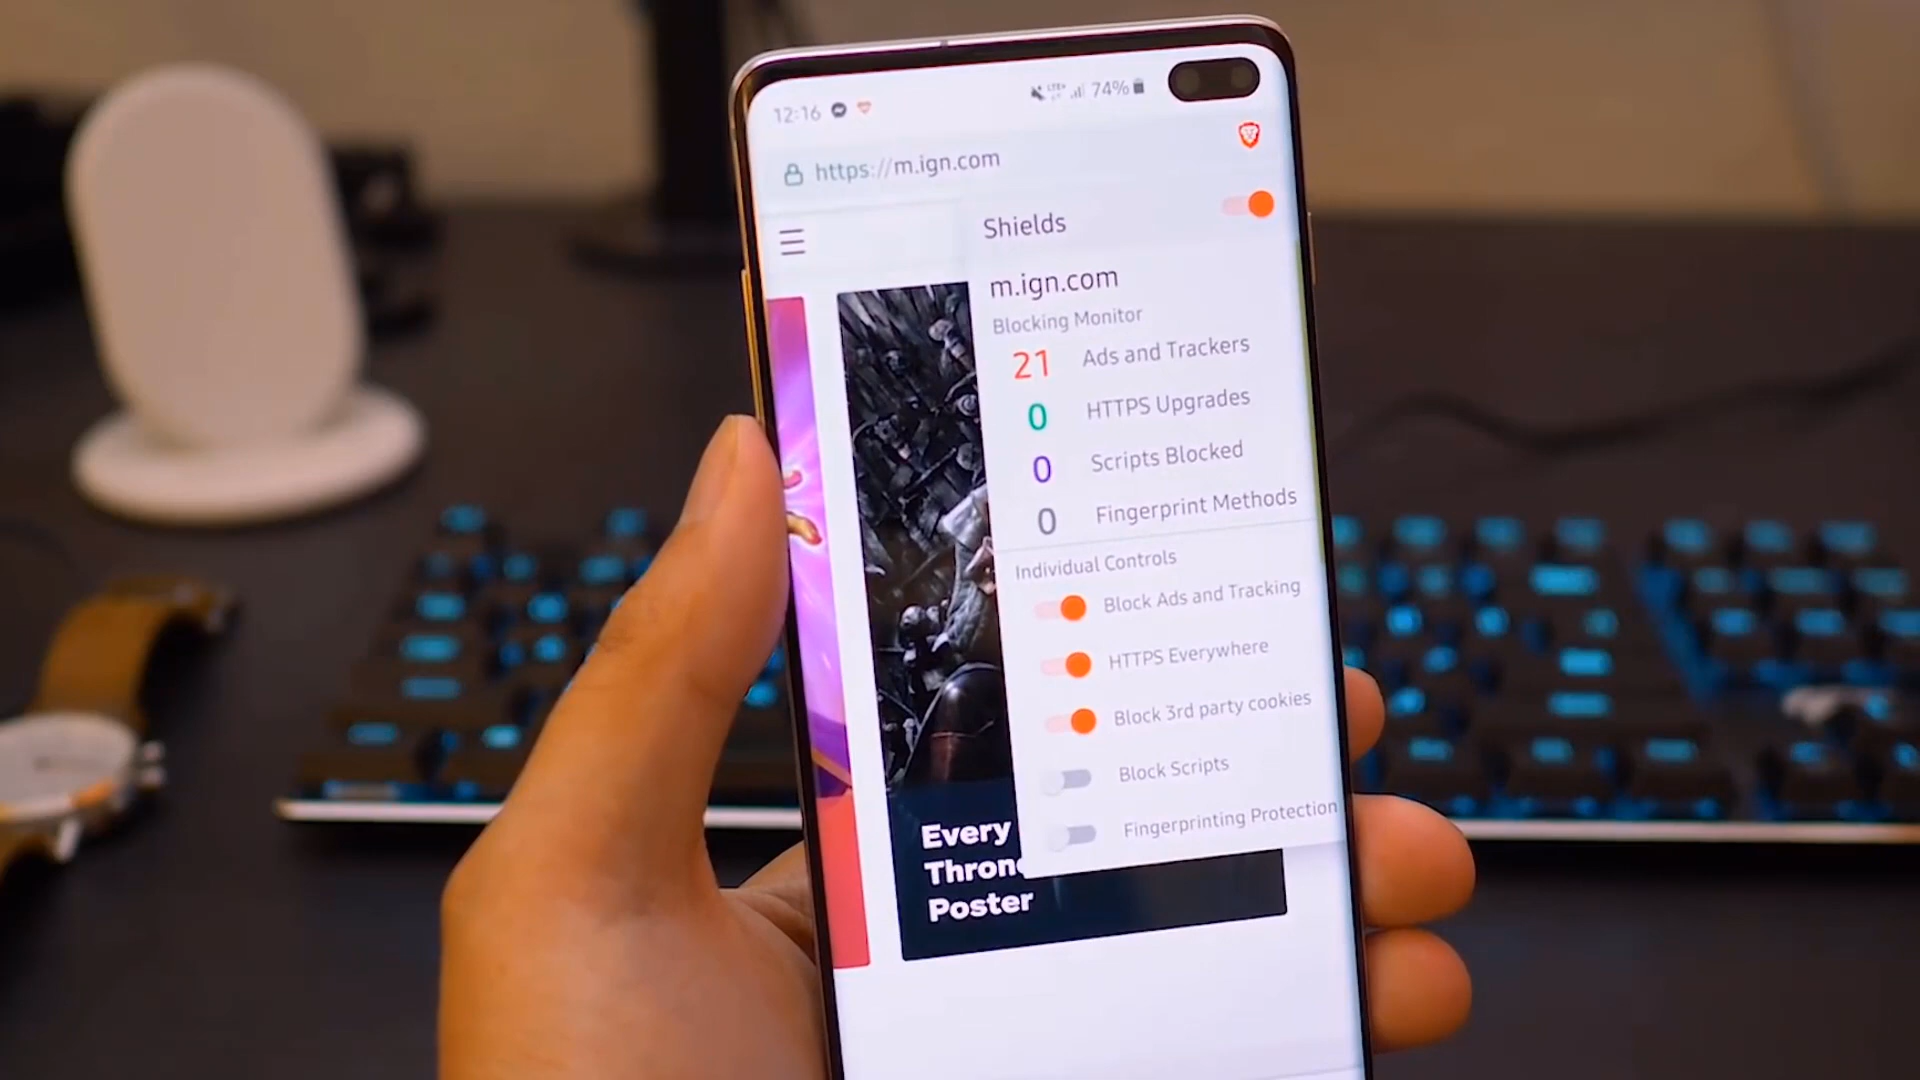 12:16
LTE+
74%
https://m.ign.com
Shields
m.ign.com
Blocking Monitor
21 Ads and Trackers
0 HTTPS Upgrades
0 Scripts Blocked
0 Fingerprint Methods
Individual Controls
Block Ads and Tracking
HTTPS Everywhere
Block 3rd party cookies
Block Scripts
Fingerprinting Protection
Every
Throne
Poster